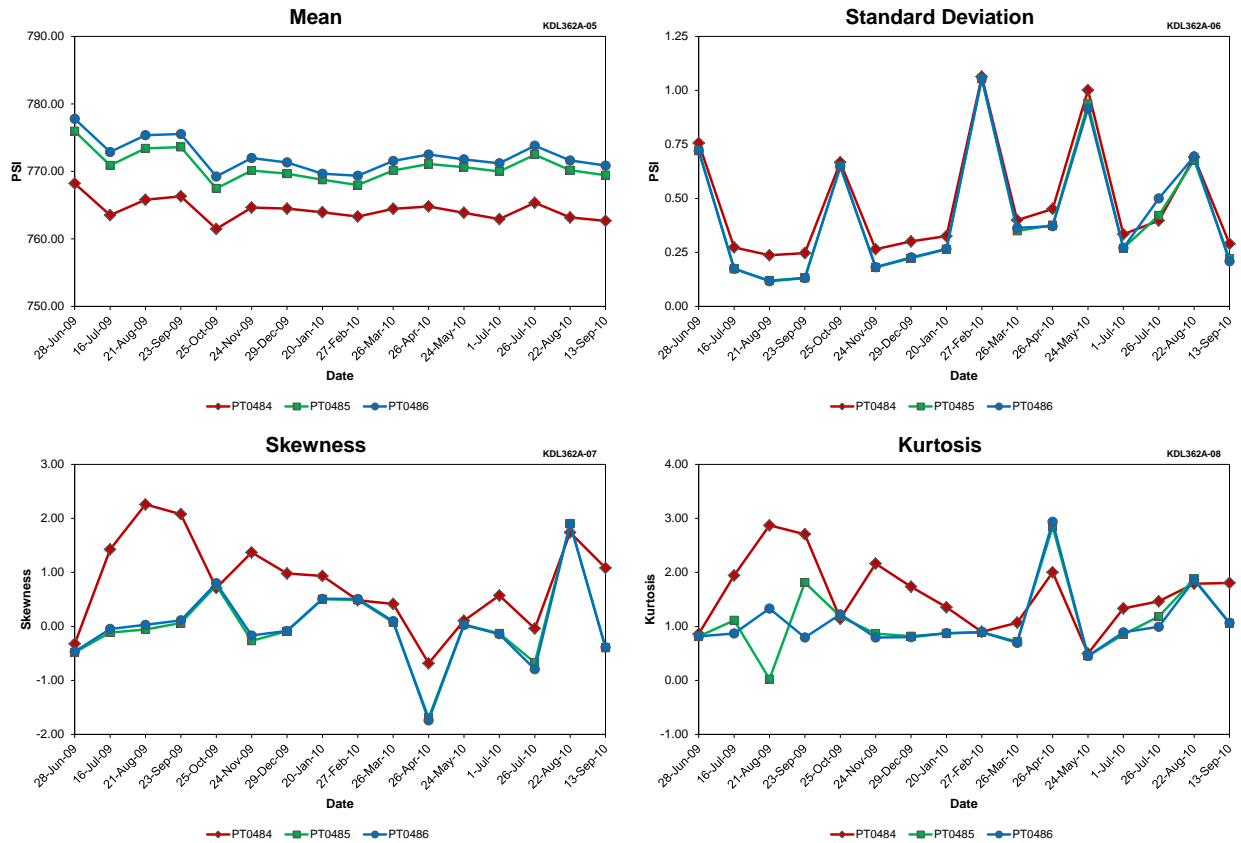 Mean
KDL362A-05
790.00
780.00
770.00
760.00
750.00
PSI
28-Jun-09
16-Jul-09
21-Aug-09
23-Sep-09
25-Oct-09
24-Nov-09
29-Dec-09
20-Jan-10
27-Feb-10
26-Mar-10
26-Apr-10
24-May-10
1-Jul-10
26-Jul-10
22-Aug-10
13-Sep-10
Date
PT0484 PT0485 PT0486
Standard Deviation
KDL362A-06
1.25
1.00
0.75
0.50
0.25
0.00
PSI
28-Jun-09
16-Jul-09
21-Aug-09
23-Sep-09
25-Oct-09
24-Nov-09
29-Dec-09
20-Jan-10
27-Feb-10
26-Mar-10
26-Apr-10
24-May-10
1-Jul-10
26-Jul-10
22-Aug-10
13-Sep-10
Date
PT0484 PT0485 PT0486
Skewness
KDL362A-07
3.00
2.00
1.00
0.00
-1.00
-2.00
Skewness
28-Jun-09
16-Jul-09
21-Aug-09
23-Sep-09
25-Oct-09
24-Nov-09
29-Dec-09
20-Jan-10
27-Feb-10
26-Mar-10
26-Apr-10
24-May-10
1-Jul-10
26-Jul-10
22-Aug-10
13-Sep-10
Date
PT0484 PT0485 PT0486
Kurtosis
KDL362A-08
4.00
3.00
2.00
1.00
0.00
-1.00
Kurtosis
28-Jun-09
16-Jul-09
21-Aug-09
23-Sep-09
25-Oct-09
24-Nov-09
29-Dec-09
20-Jan-10
27-Feb-10
26-Mar-10
26-Apr-10
24-May-10
1-Jul-10
26-Jul-10
22-Aug-10
13-Sep-10
Date
PT0484 PT0485 PT0486